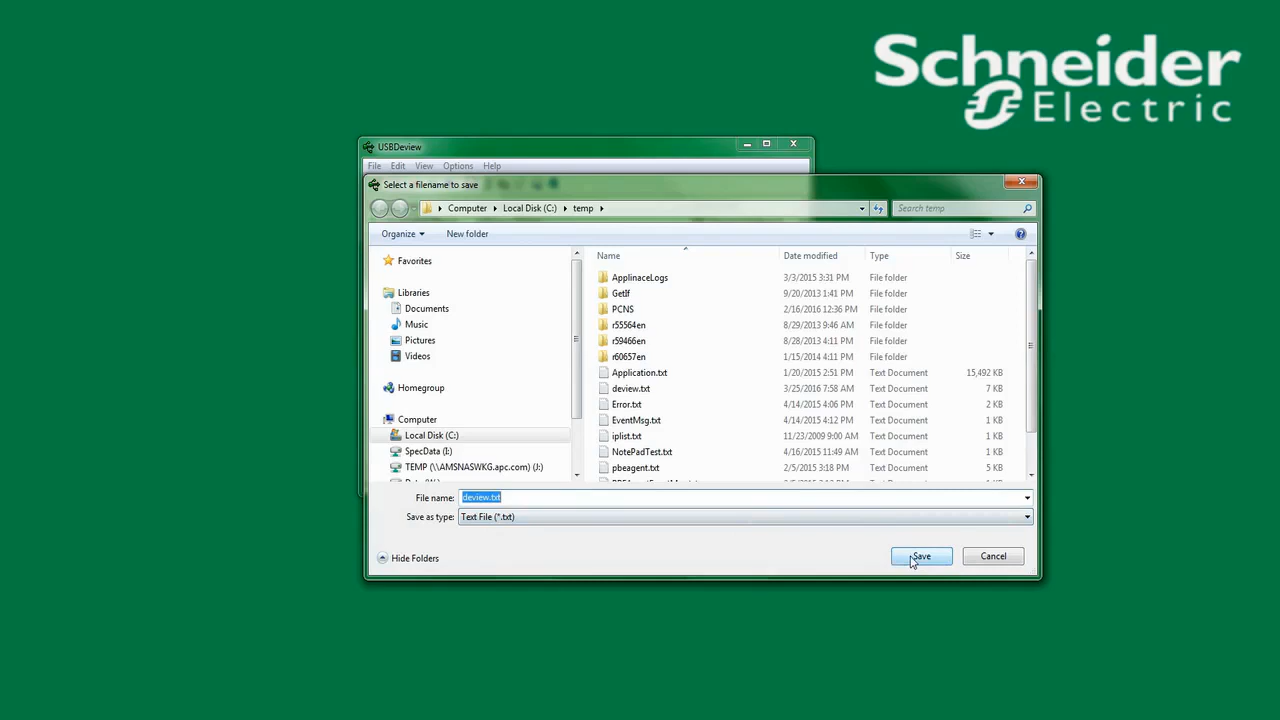 Schneider
Electric
USBDeview
File Edit View Options Help
Select a filename to save
Computer Local Disk (C:) temp
Search temp
Organize New folder
Name Date modified Type Size
Favorites
Libraries
Documents
Music
Pictures
Videos
Homegroup
Computer
Local Disk (C:)
SpecData (I:)
TEMP (\\AMSNASWKG.apc.com) (J:)
ApplinaceLogs 3/3/2015 3:31 PM File folder
GetIf 9/20/2013 1:41 PM File folder
PCNS 2/16/2016 12:36 PM File folder
r55564en 8/29/2013 9:46 AM File folder
r59466en 8/28/2013 4:11 PM File folder
r60657en 1/15/2014 4:11 PM File folder
Application.txt 1/20/2015 2:51 PM Text Document 15,492 KB
deview.txt 3/25/2016 7:58 AM Text Document 7 KB
Error.txt 4/14/2015 4:06 PM Text Document 2 KB
EventMsg.txt 4/14/2015 4:12 PM Text Document 1 KB
iplist.txt 11/23/2009 9:00 AM Text Document 1 KB
NotePadTest.txt 4/16/2015 11:49 AM Text Document 1 KB
pbeagent.txt 2/5/2015 3:18 PM Text Document 5 KB
File name: deview.txt
Save as type: Text File (*.txt)
Hide Folders
Save Cancel